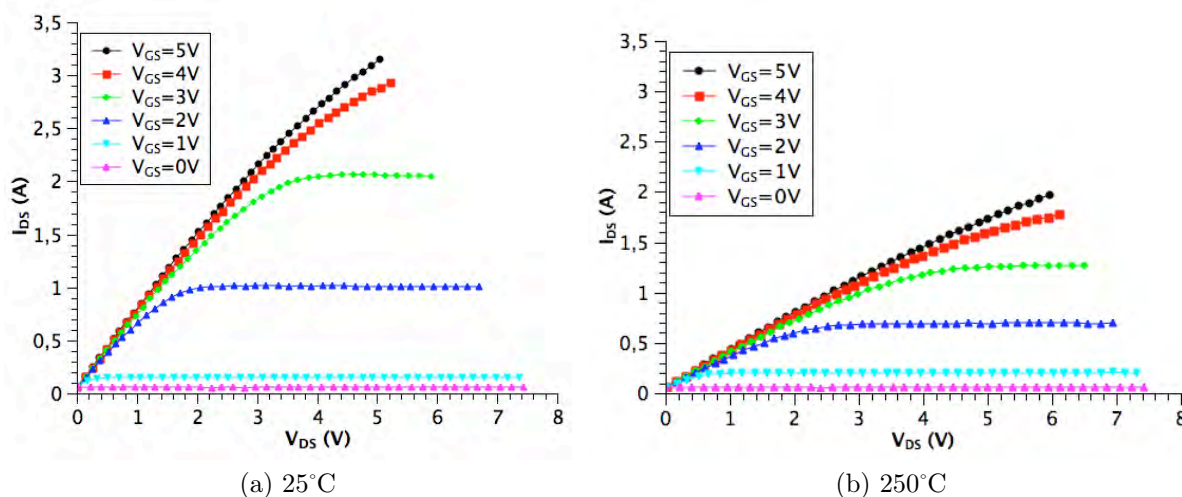 3,5
3
2,5
2
1,5
1
0,5
0
I_DS (A)
V_GS=5V
V_GS=4V
V_GS=3V
V_GS=2V
V_GS=1V
V_GS=0V
0 1 2 3 4 5 6 7 8
V_DS (V)
(a) 25°C
3,5
3
2,5
2
1,5
1
0,5
0
I_DS (A)
V_GS=5V
V_GS=4V
V_GS=3V
V_GS=2V
V_GS=1V
V_GS=0V
0 1 2 3 4 5 6 7 8
V_DS (V)
(b) 250°C